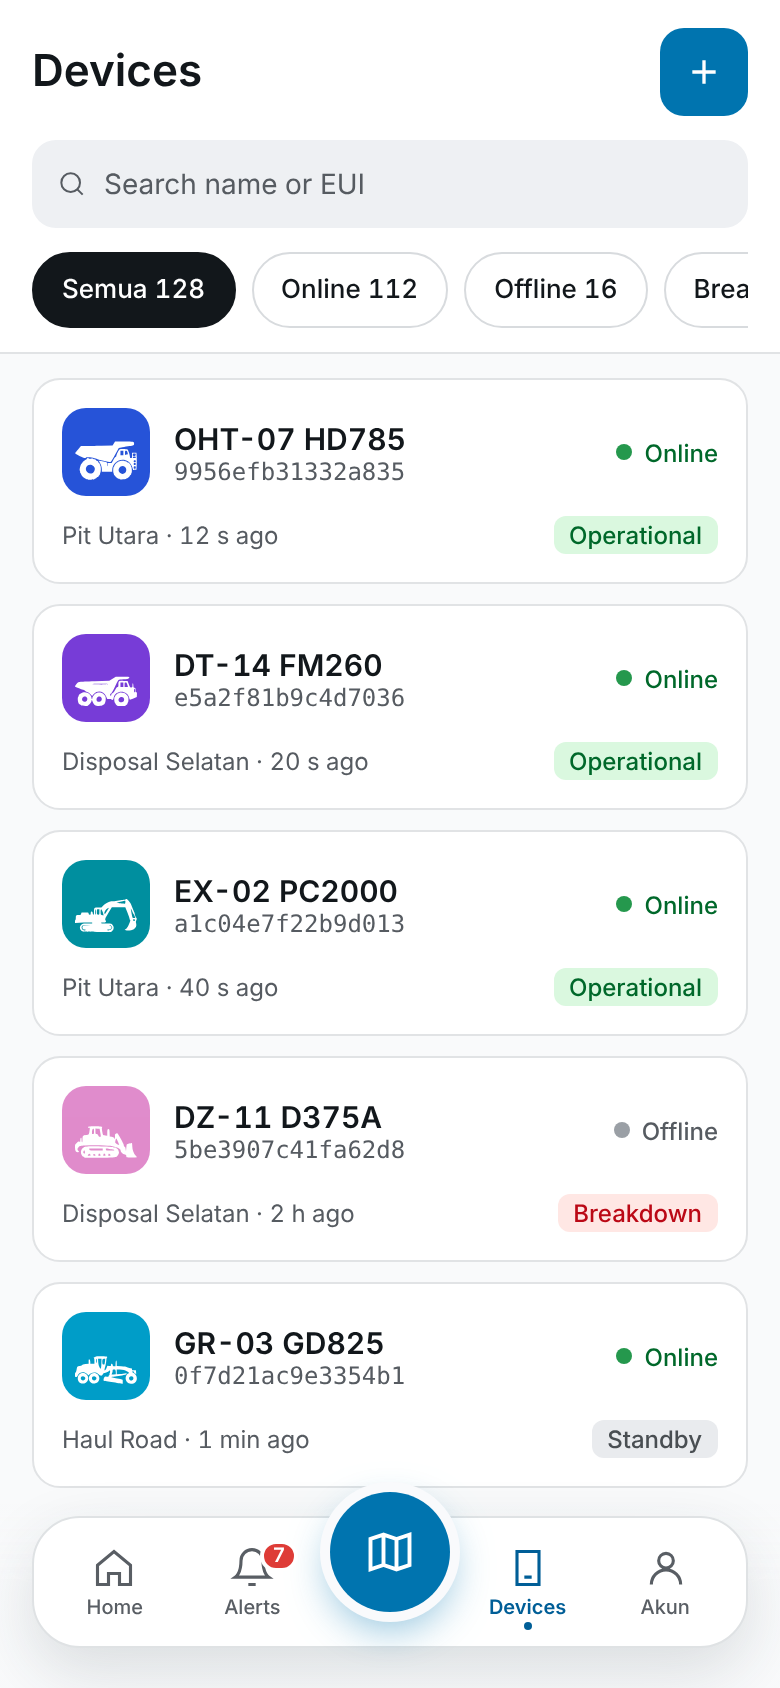 Devices
Search name or EUI
Semua 128
Online 112
Offline 16
Brea
OHT-07 HD785
9956efb31332a835
Online
Pit Utara · 12 s ago
Operational
DT-14 FM260
e5a2f81b9c4d7036
Online
Disposal Selatan · 20 s ago
Operational
EX-02 PC2000
a1c04e7f22b9d013
Online
Pit Utara · 40 s ago
Operational
DZ-11 D375A
5be3907c41fa62d8
Offline
Disposal Selatan · 2 h ago
Breakdown
GR-03 GD825
0f7d21ac9e3354b1
Online
Haul Road · 1 min ago
Standby
Home
7
Alerts
Devices
Akun